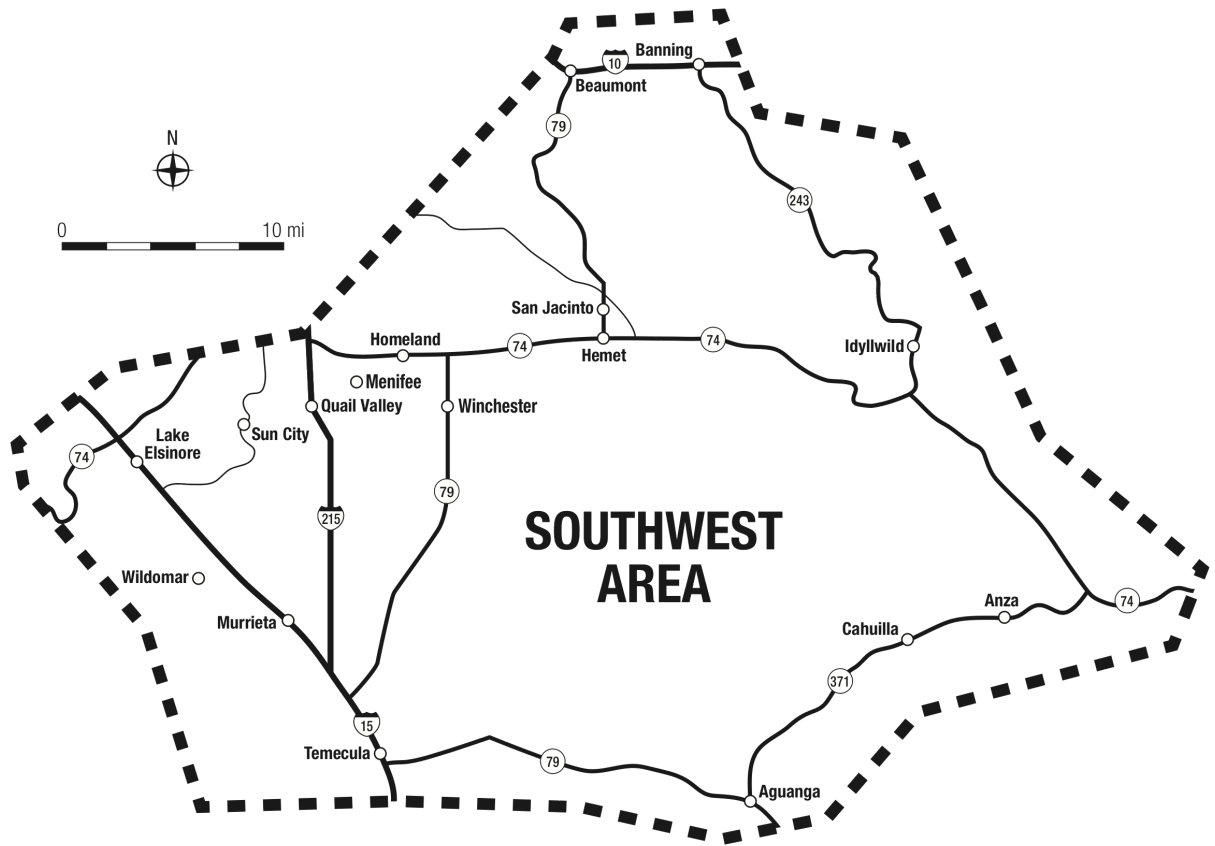 Banning
10
Beaumont
79
N
243
0 10 mi
San Jacinto
Homeland
74
74
Hemet
Idyllwild
Menifee
Quail Valley
Winchester
Sun City
Lake
Elsinore
74
79
215
SOUTHWEST
AREA
Wildomar
Anza
74
Murrieta
Cahuilla
371
15
Temecula
79
Aguanga